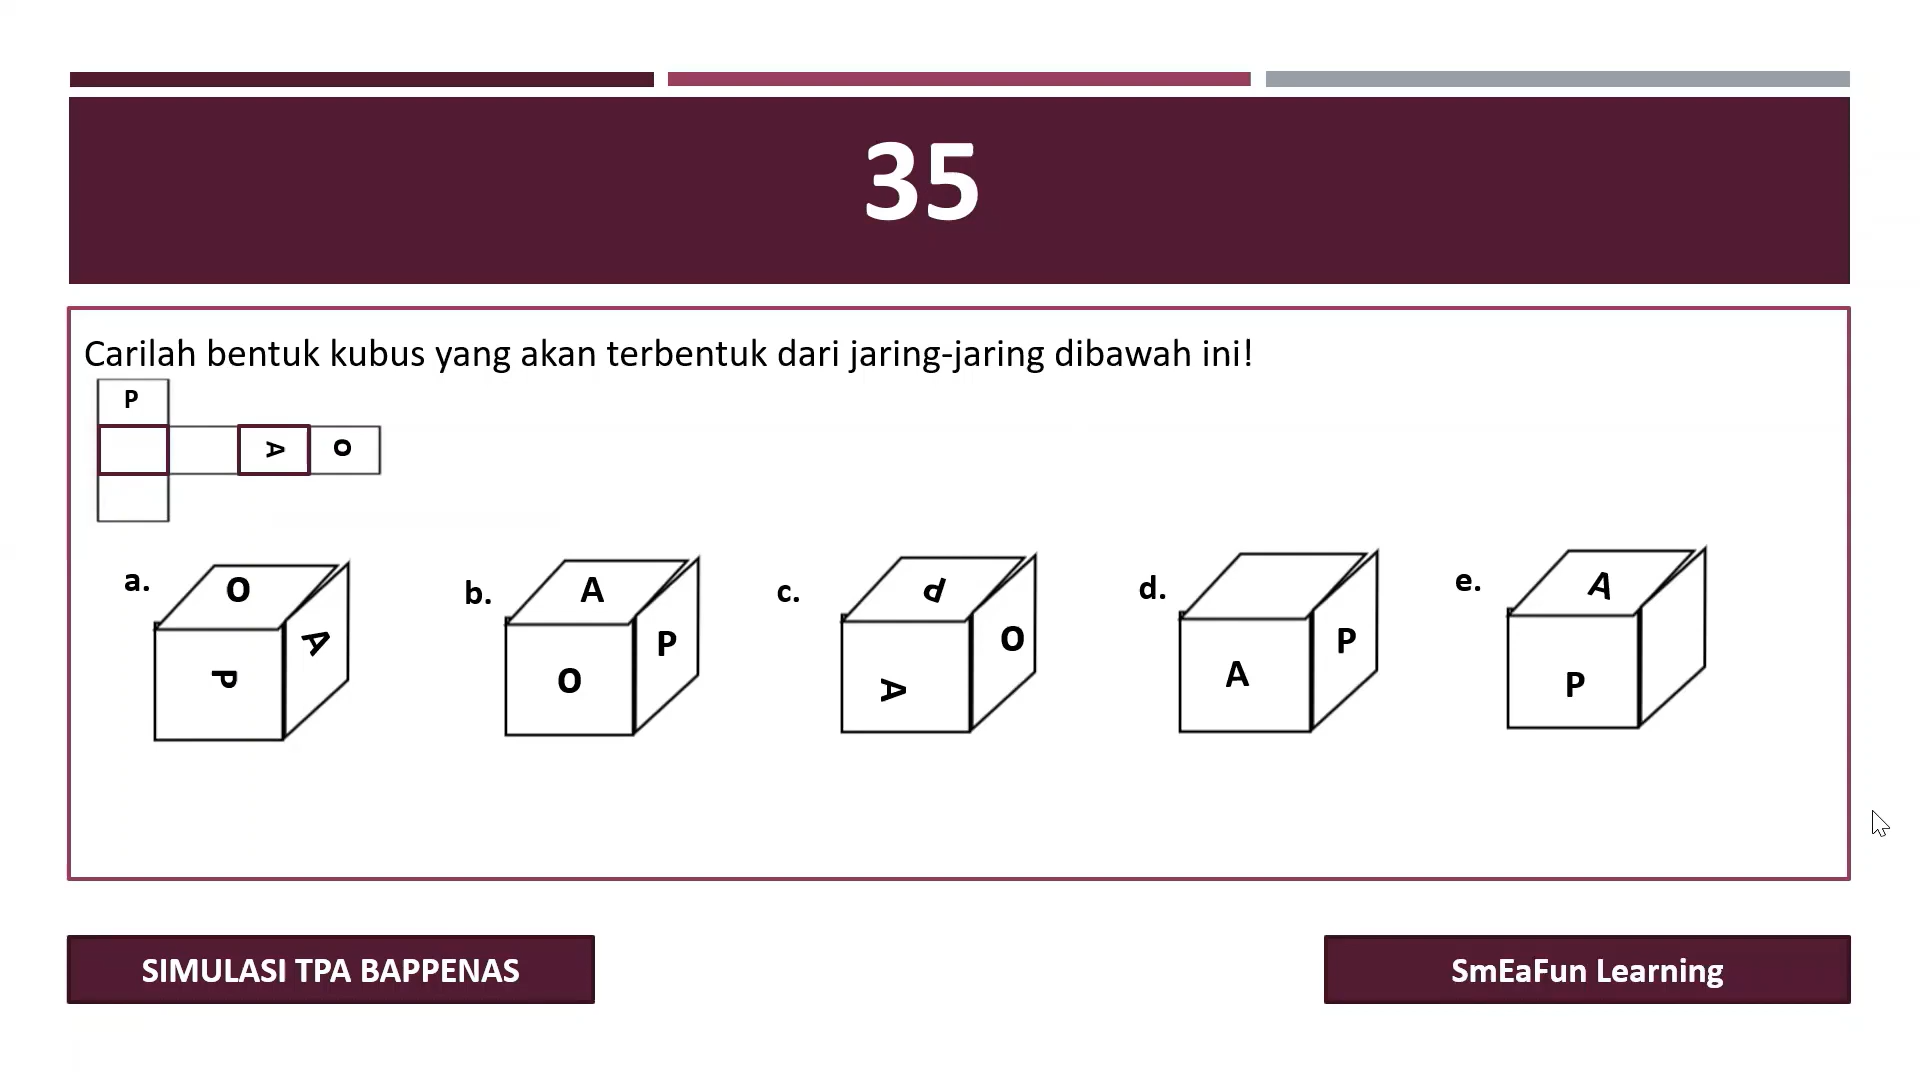 35
Carilah bentuk kubus yang akan terbentuk dari jaring-jaring dibawah ini!
P
A O
a. O A P
b. A P O
c. P O A
d. P A
e. A P
SIMULASI TPA BAPPENAS
SmEaFun Learning